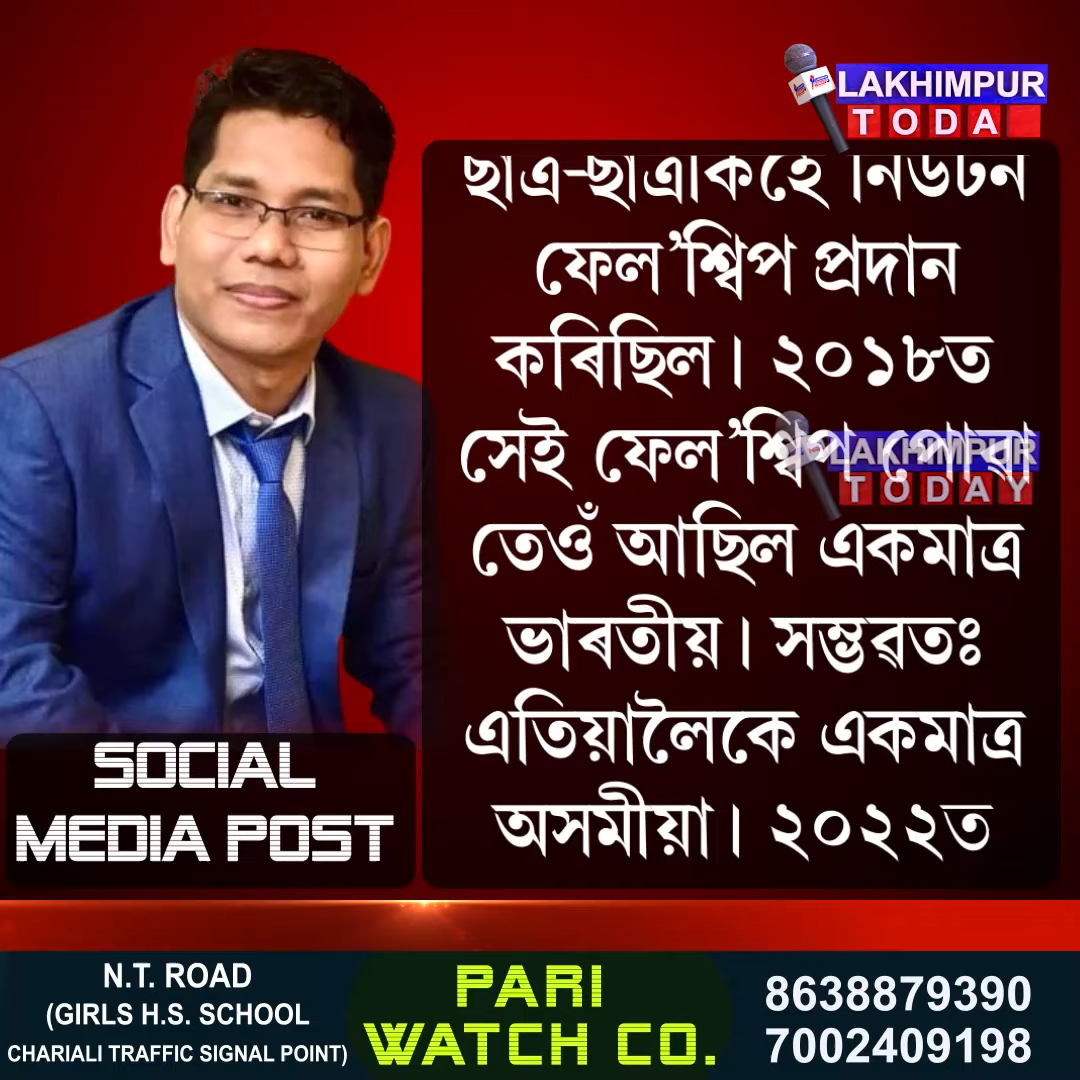 LAKHIMPUR
TODA
ছাত্ৰ-ছাত্ৰীকহে নিউটন
ফেল'শ্বিপ প্ৰদান
কৰিছিল। ২০১৮ত
সেই ফেল'শ্বিপ পোৱা
LAKHIMPUR
TODAY
তেওঁ আছিল একমাত্ৰ
ভাৰতীয়। সম্ভৱতঃ
এতিয়ালৈকে একমাত্ৰ
অসমীয়া। ২০২২ত
SOCIAL
MEDIA POST
N.T. ROAD
(GIRLS H.S. SCHOOL
CHARIALI TRAFFIC SIGNAL POINT)
PARI
WATCH CO.
8638879390
7002409198